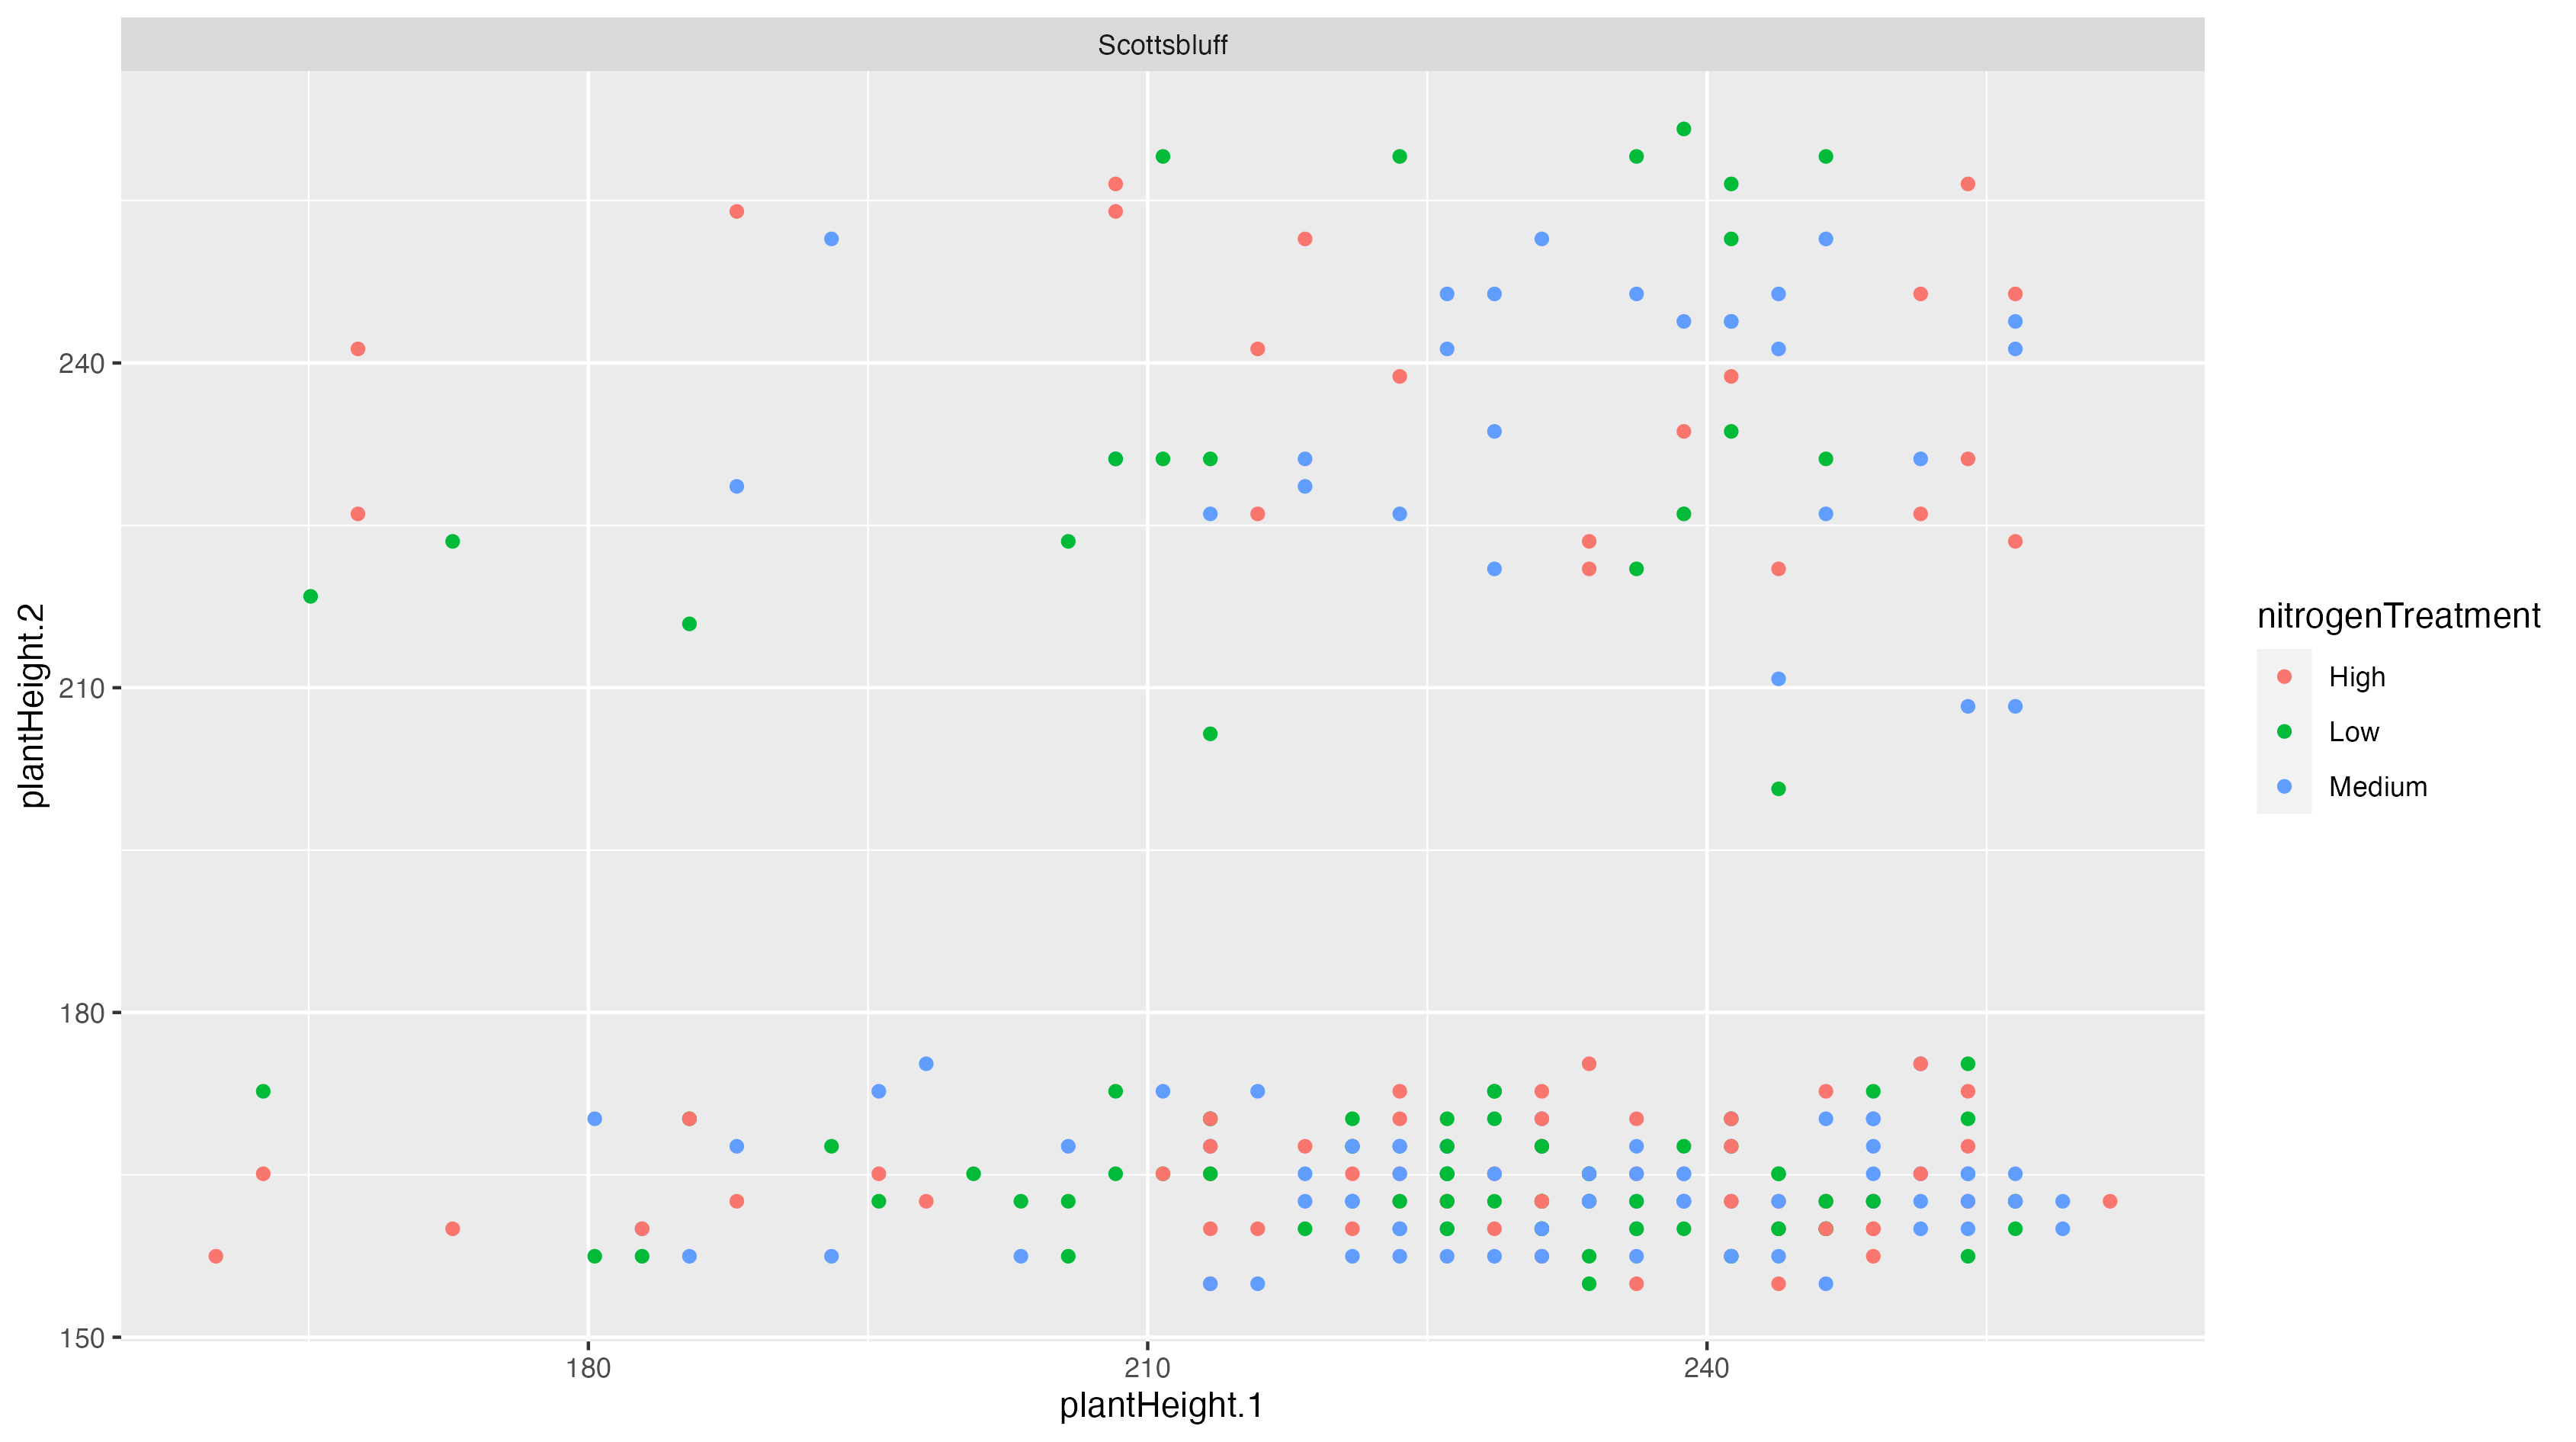 Scottsbluff
plantHeight.2
240
210
180
150
180
210
240
plantHeight.1
nitrogenTreatment
High
Low
Medium